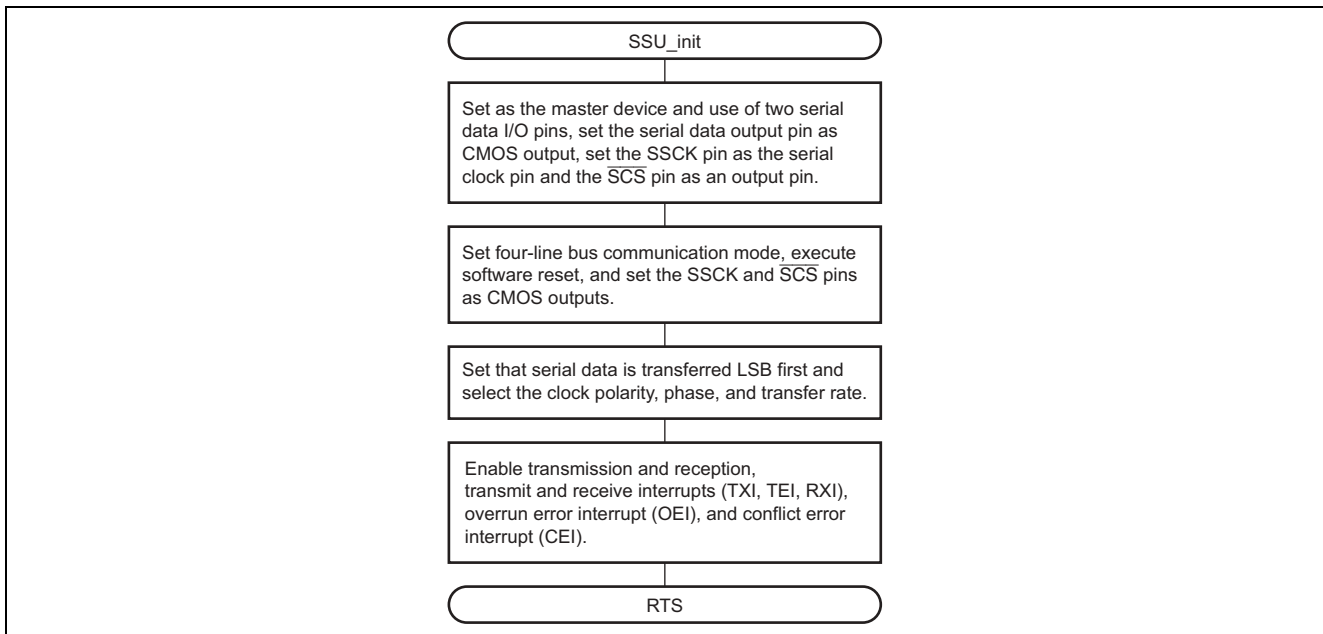 SSU_init
Set as the master device and use of two serial
data I/O pins, set the serial data output pin as
CMOS output, set the SSCK pin as the serial
clock pin and the S̅C̅S̅ pin as an output pin.
Set four-line bus communication mode, execute
software reset, and set the SSCK and S̅C̅S̅ pins
as CMOS outputs.
Set that serial data is transferred LSB first and
select the clock polarity, phase, and transfer rate.
Enable transmission and reception,
transmit and receive interrupts (TXI, TEI, RXI),
overrun error interrupt (OEI), and conflict error
interrupt (CEI).
RTS